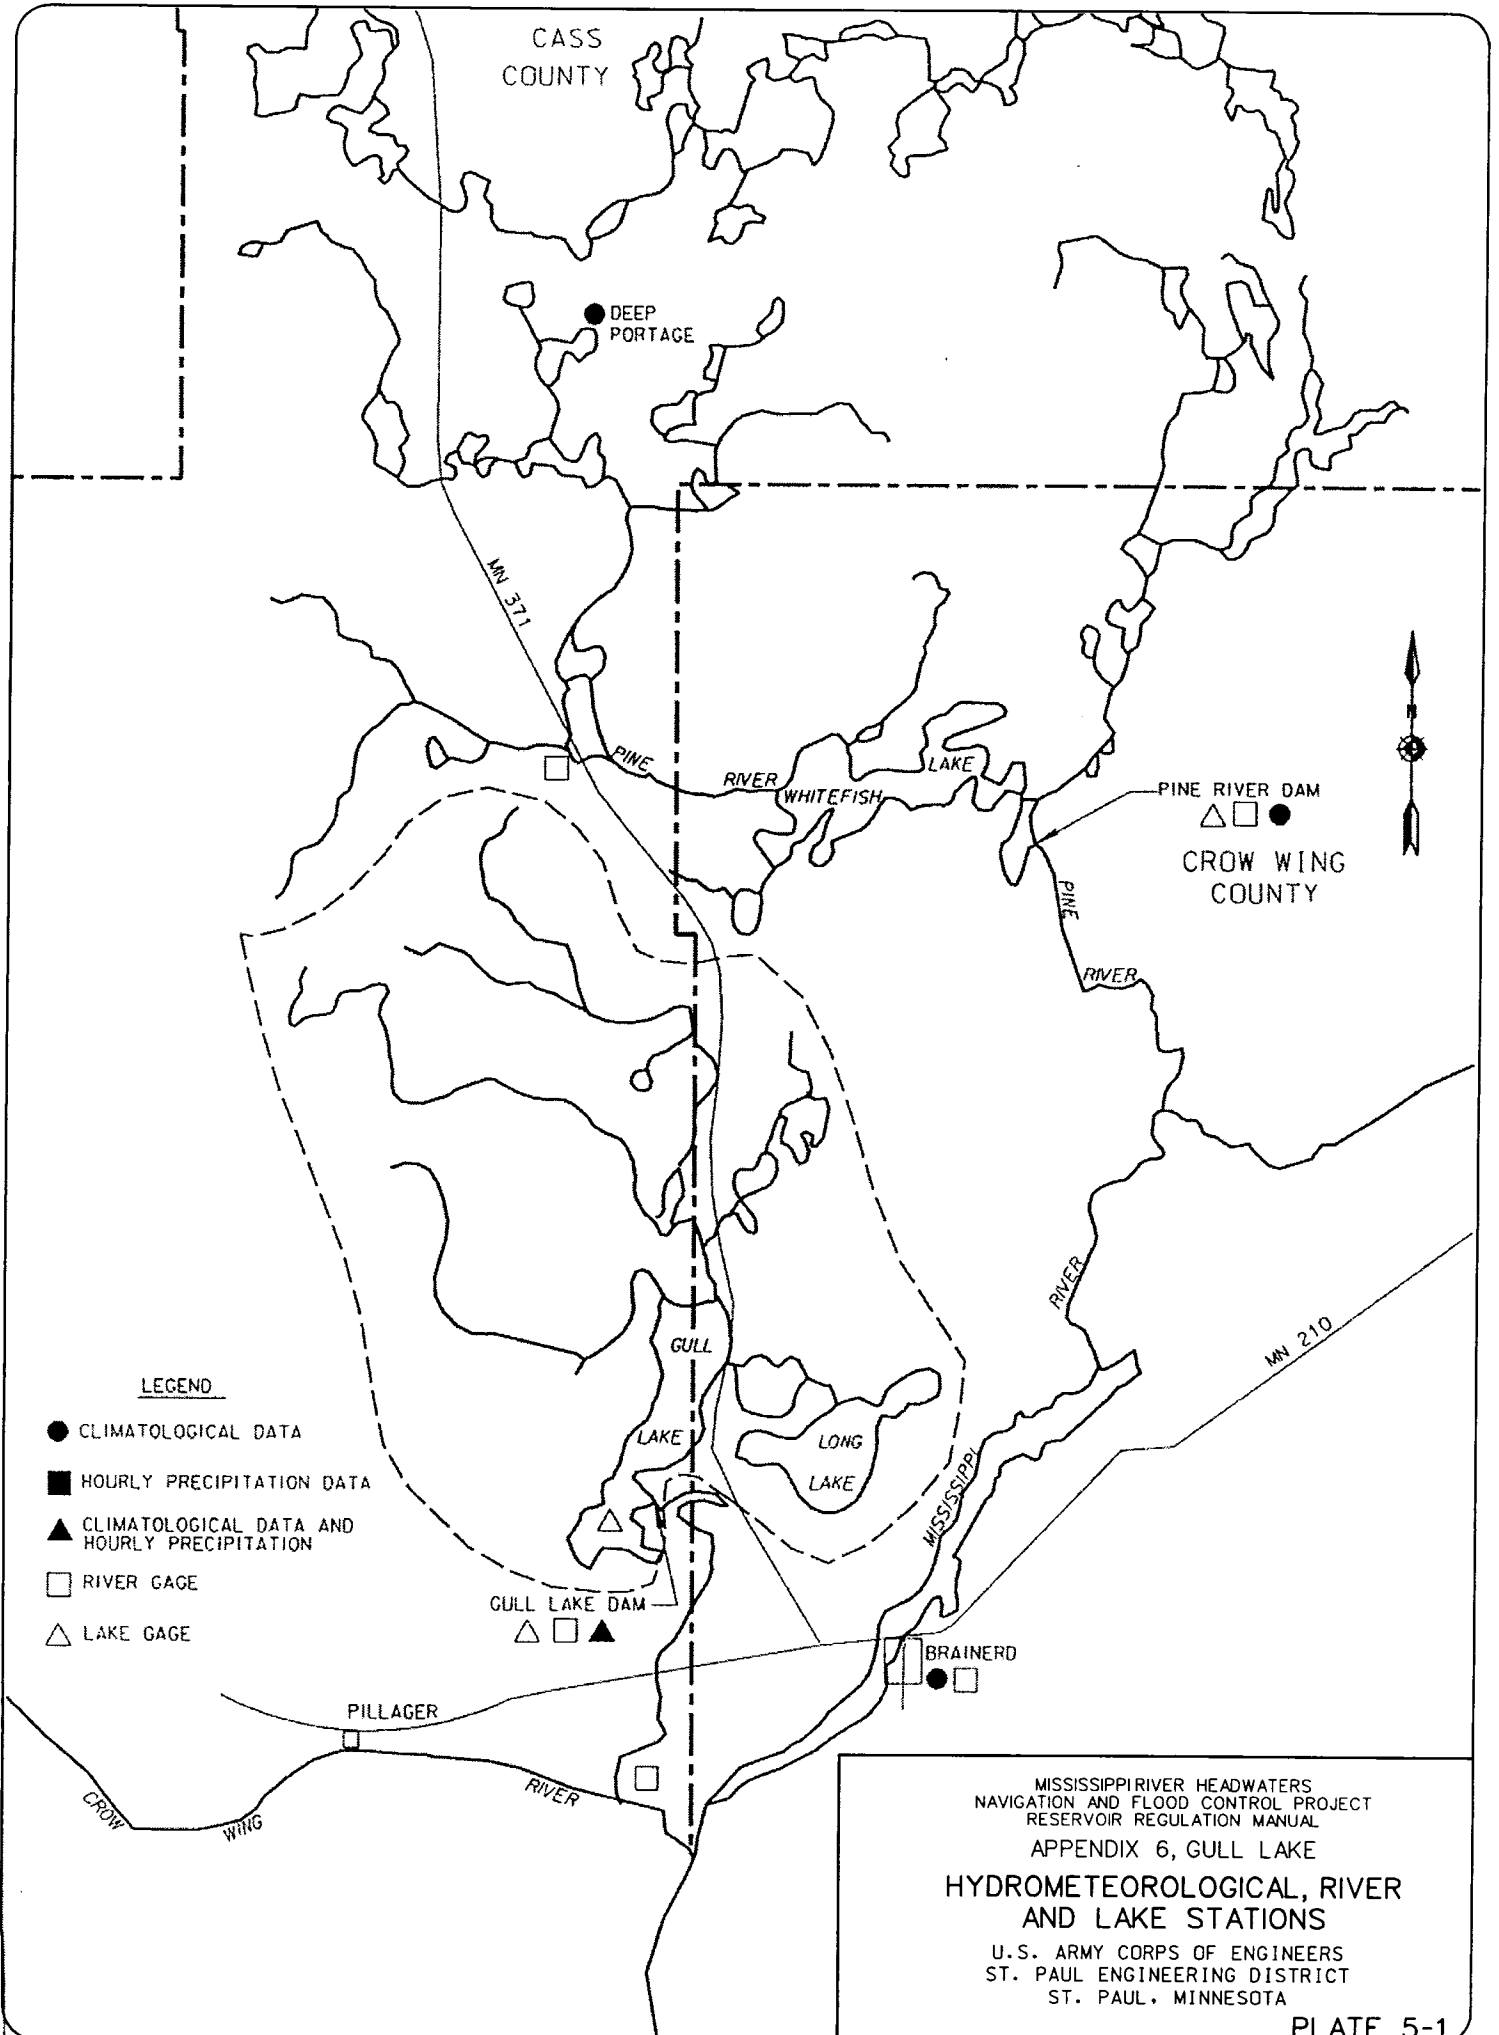 CASS
COUNTY
DEEP
PORTAGE
MN 371
N
PINE
RIVER
WHITEFISH
LAKE
PINE RIVER DAM
CROW WING
COUNTY
PINE
RIVER
RIVER
MN 210
GULL
LAKE
LONG
LAKE
MISSISSIPPI
LEGEND
CLIMATOLOGICAL DATA
HOURLY PRECIPITATION DATA
CLIMATOLOGICAL DATA AND
HOURLY PRECIPITATION
RIVER GAGE
LAKE GAGE
GULL LAKE DAM
BRAINERD
PILLAGER
CROW
WING
RIVER
MISSISSIPPI RIVER HEADWATERS
NAVIGATION AND FLOOD CONTROL PROJECT
RESERVOIR REGULATION MANUAL
APPENDIX 6, GULL LAKE
HYDROMETEOROLOGICAL, RIVER
AND LAKE STATIONS
U.S. ARMY CORPS OF ENGINEERS
ST. PAUL ENGINEERING DISTRICT
ST. PAUL, MINNESOTA
PLATE 5-1